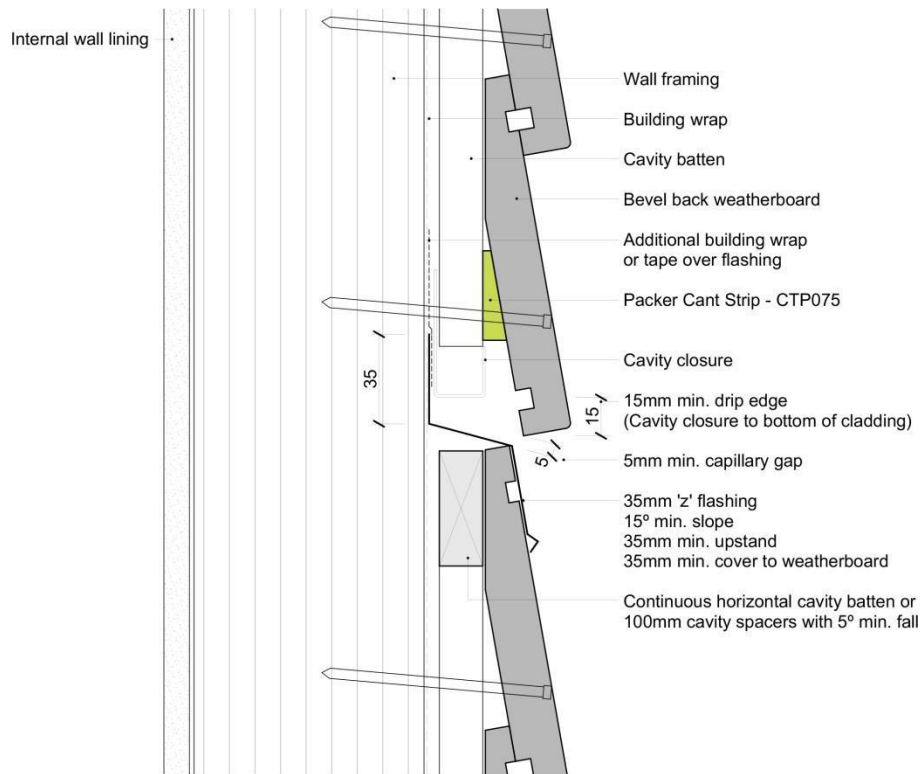 Internal wall lining
Wall framing
Building wrap
Cavity batten
Bevel back weatherboard
Additional building wrap
or tape over flashing
Packer Cant Strip - CTP075
Cavity closure
35
15mm min. drip edge
(Cavity closure to bottom of cladding)
15
5mm min. capillary gap
5
35mm 'z' flashing
15º min. slope
35mm min. upstand
35mm min. cover to weatherboard
Continuous horizontal cavity batten or
100mm cavity spacers with 5º min. fall